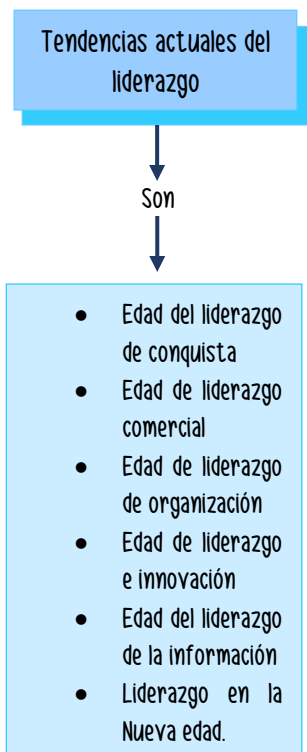 Tendencias actuales del
liderazgo
Son
● Edad del liderazgo
de conquista
● Edad de liderazgo
comercial
● Edad de liderazgo
de organización
● Edad de liderazgo
e innovación
● Edad del liderazgo
de la información
● Liderazgo en la
Nueva edad.